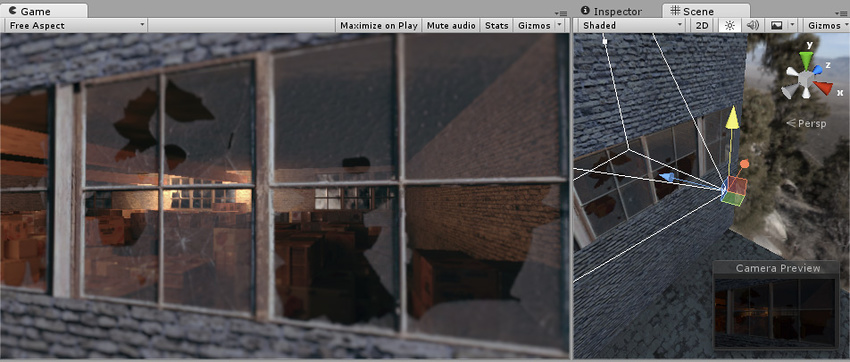 Game
Free Aspect
Maximize on Play
Mute audio
Stats
Gizmos
Inspector
Scene
Shaded
2D
Gizmos
y
z
x
Persp
Camera Preview